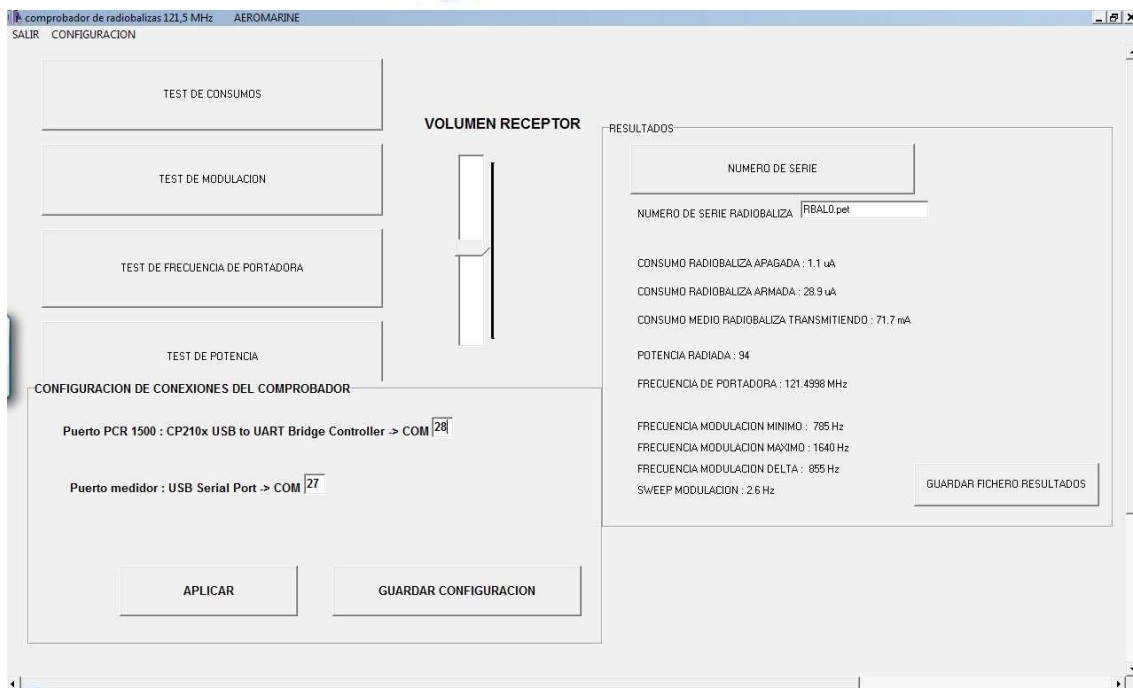 comprobador de radiobalizas 121,5 MHz AEROMARINE
SALIR CONFIGURACION
TEST DE CONSUMOS
TEST DE MODULACION
TEST DE FRECUENCIA DE PORTADORA
TEST DE POTENCIA
VOLUMEN RECEPTOR
CONFIGURACION DE CONEXIONES DEL COMPROBADOR
Puerto PCR 1500 : CP210x USB to UART Bridge Controller -> COM 28
Puerto medidor : USB Serial Port -> COM 27
APLICAR
GUARDAR CONFIGURACION
RESULTADOS
NUMERO DE SERIE
NUMERO DE SERIE RADIOBALIZA RBAL0.pet
CONSUMO RADIOBALIZA APAGADA : 1.1 uA
CONSUMO RADIOBALIZA ARMADA : 28.9 uA
CONSUMO MEDIO RADIOBALIZA TRANSMITIENDO : 71.7 mA
POTENCIA RADIADA : 94
FRECUENCIA DE PORTADORA : 121.4998 MHz
FRECUENCIA MODULACION MINIMO : 785 Hz
FRECUENCIA MODULACION MAXIMO : 1640 Hz
FRECUENCIA MODULACION DELTA : 855 Hz
SWEEP MODULACION : 2.6 Hz
GUARDAR FICHERO RESULTADOS